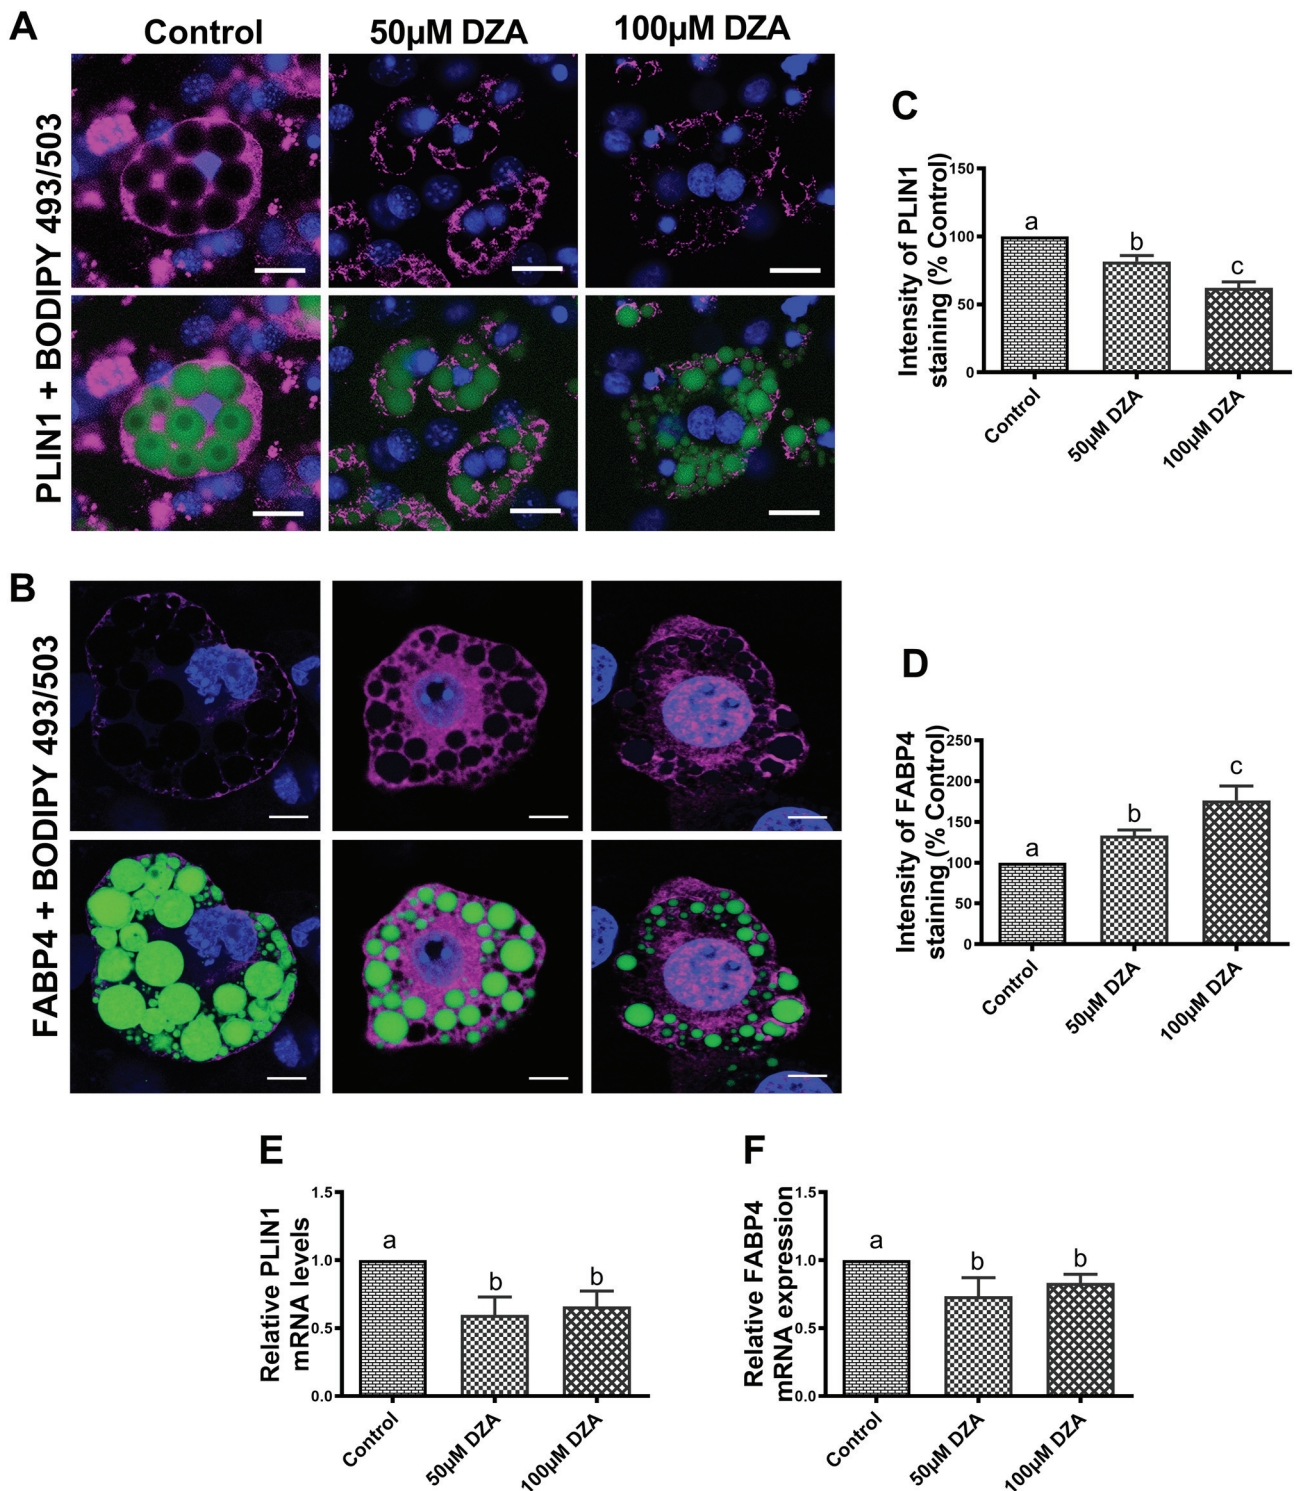 A
Control
50µM DZA
100µM DZA
PLIN1 + BODIPY 493/503
C
Intensity of PLIN1
staining (% Control)
150
100
50
0
a
b
c
Control
50µM DZA
100µM DZA
B
FABP4 + BODIPY 493/503
D
Intensity of FABP4
staining (% Control)
250
200
150
100
50
0
a
b
c
Control
50µM DZA
100µM DZA
E
Relative PLIN1
mRNA levels
1.5
1.0
0.5
0.0
a
b
b
Control
50µM DZA
100µM DZA
F
Relative FABP4
mRNA expression
1.5
1.0
0.5
0.0
a
b
b
Control
50µM DZA
100µM DZA